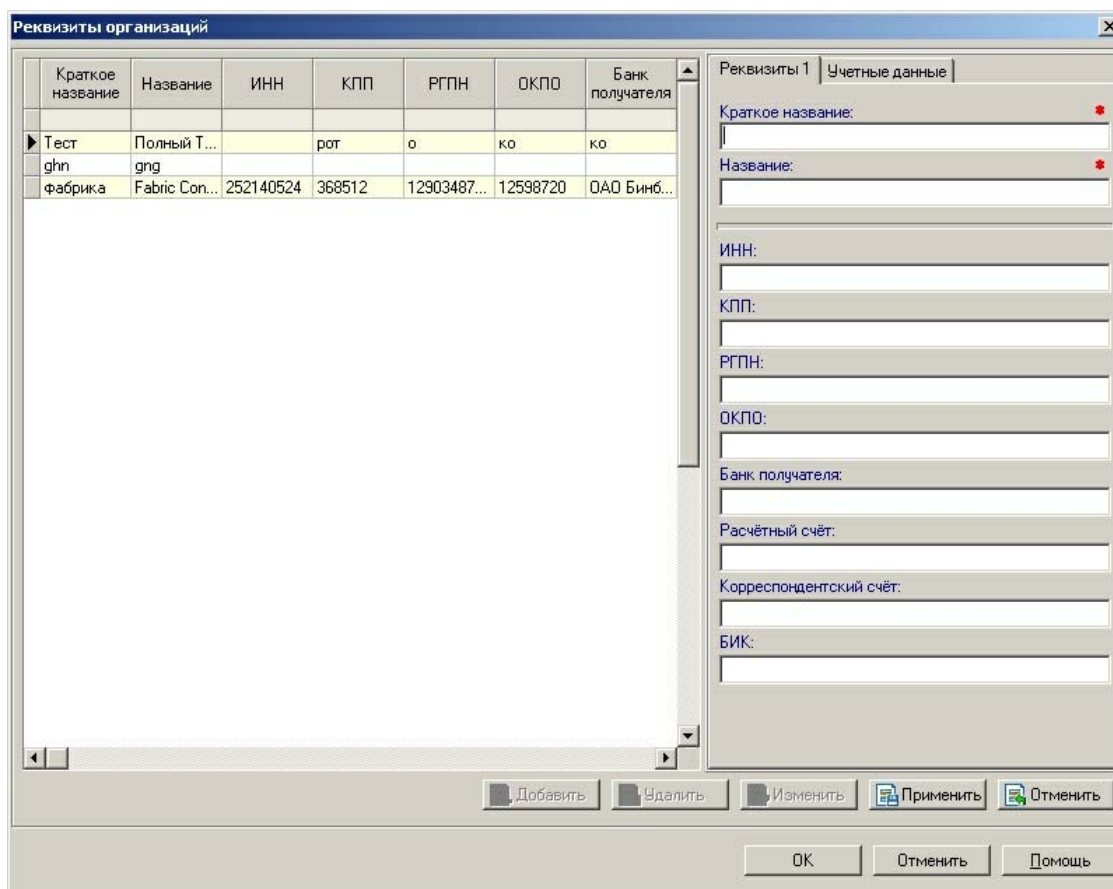 Реквизиты организаций
Краткое название Название ИНН КПП РГПН ОКПО Банк получателя
Тест Полный Т... рот о ко ко
ghn gng
Фабрика Fabric Con... 252140524 368512 12903487... 12598720 ОАО Бинб...
Реквизиты 1 Учетные данные
Краткое название: *
Название: *
ИНН:
КПП:
РГПН:
ОКПО:
Банк получателя:
Расчётный счёт:
Корреспондентский счёт:
БИК:
Добавить Удалить Изменить Применить Отменить
OK Отменить Помощь